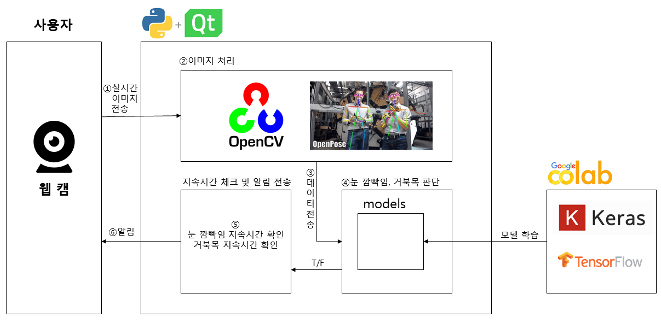 사용자
+ Qt
①실시간
이미지
전송
②이미지 처리
OpenCV
OpenPose
웹 캠
③
데
이
터
전
송
지속시간 체크 및 알림 전송
④눈 깜빡임, 거북목 판단
models
⑤
눈 깜빡임 지속시간 확인
거북목 지속시간 확인
⑥알림
T/F
모델 학습
Google
colab
K Keras
TensorFlow